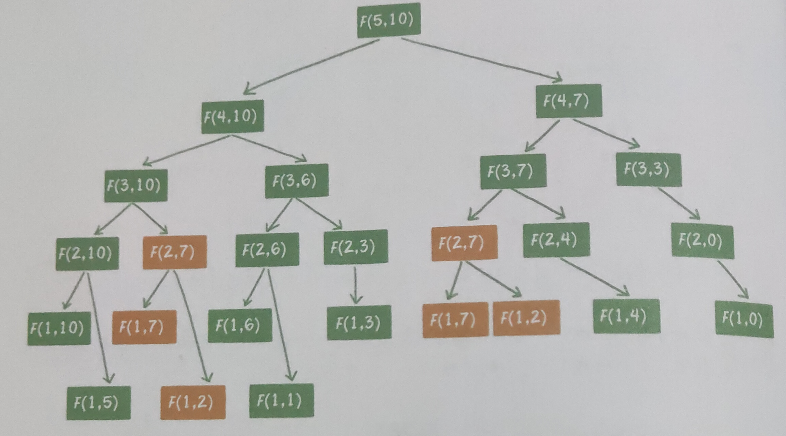 F(5,10)
F(4,10) F(4,7)
F(3,10) F(3,6) F(3,7) F(3,3)
F(2,10) F(2,7) F(2,6) F(2,3) F(2,7) F(2,4) F(2,0)
F(1,10) F(1,7) F(1,6) F(1,3) F(1,7) F(1,2) F(1,4) F(1,0)
F(1,5) F(1,2) F(1,1)